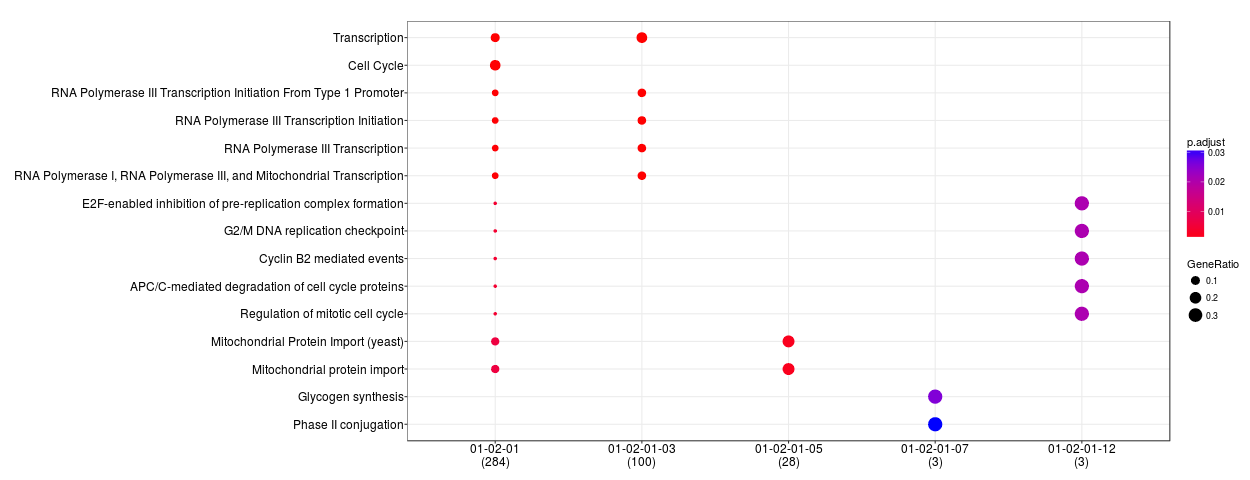 Transcription
Cell Cycle
RNA Polymerase III Transcription Initiation From Type 1 Promoter
RNA Polymerase III Transcription Initiation
RNA Polymerase III Transcription
RNA Polymerase I, RNA Polymerase III, and Mitochondrial Transcription
E2F-enabled inhibition of pre-replication complex formation
G2/M DNA replication checkpoint
Cyclin B2 mediated events
APC/C-mediated degradation of cell cycle proteins
Regulation of mitotic cell cycle
Mitochondrial Protein Import (yeast)
Mitochondrial protein import
Glycogen synthesis
Phase II conjugation
01-02-01 01-02-01-03 01-02-01-05 01-02-01-07 01-02-01-12
(284) (100) (28) (3) (3)
p.adjust
0.03
0.02
0.01
GeneRatio
0.1
0.2
0.3